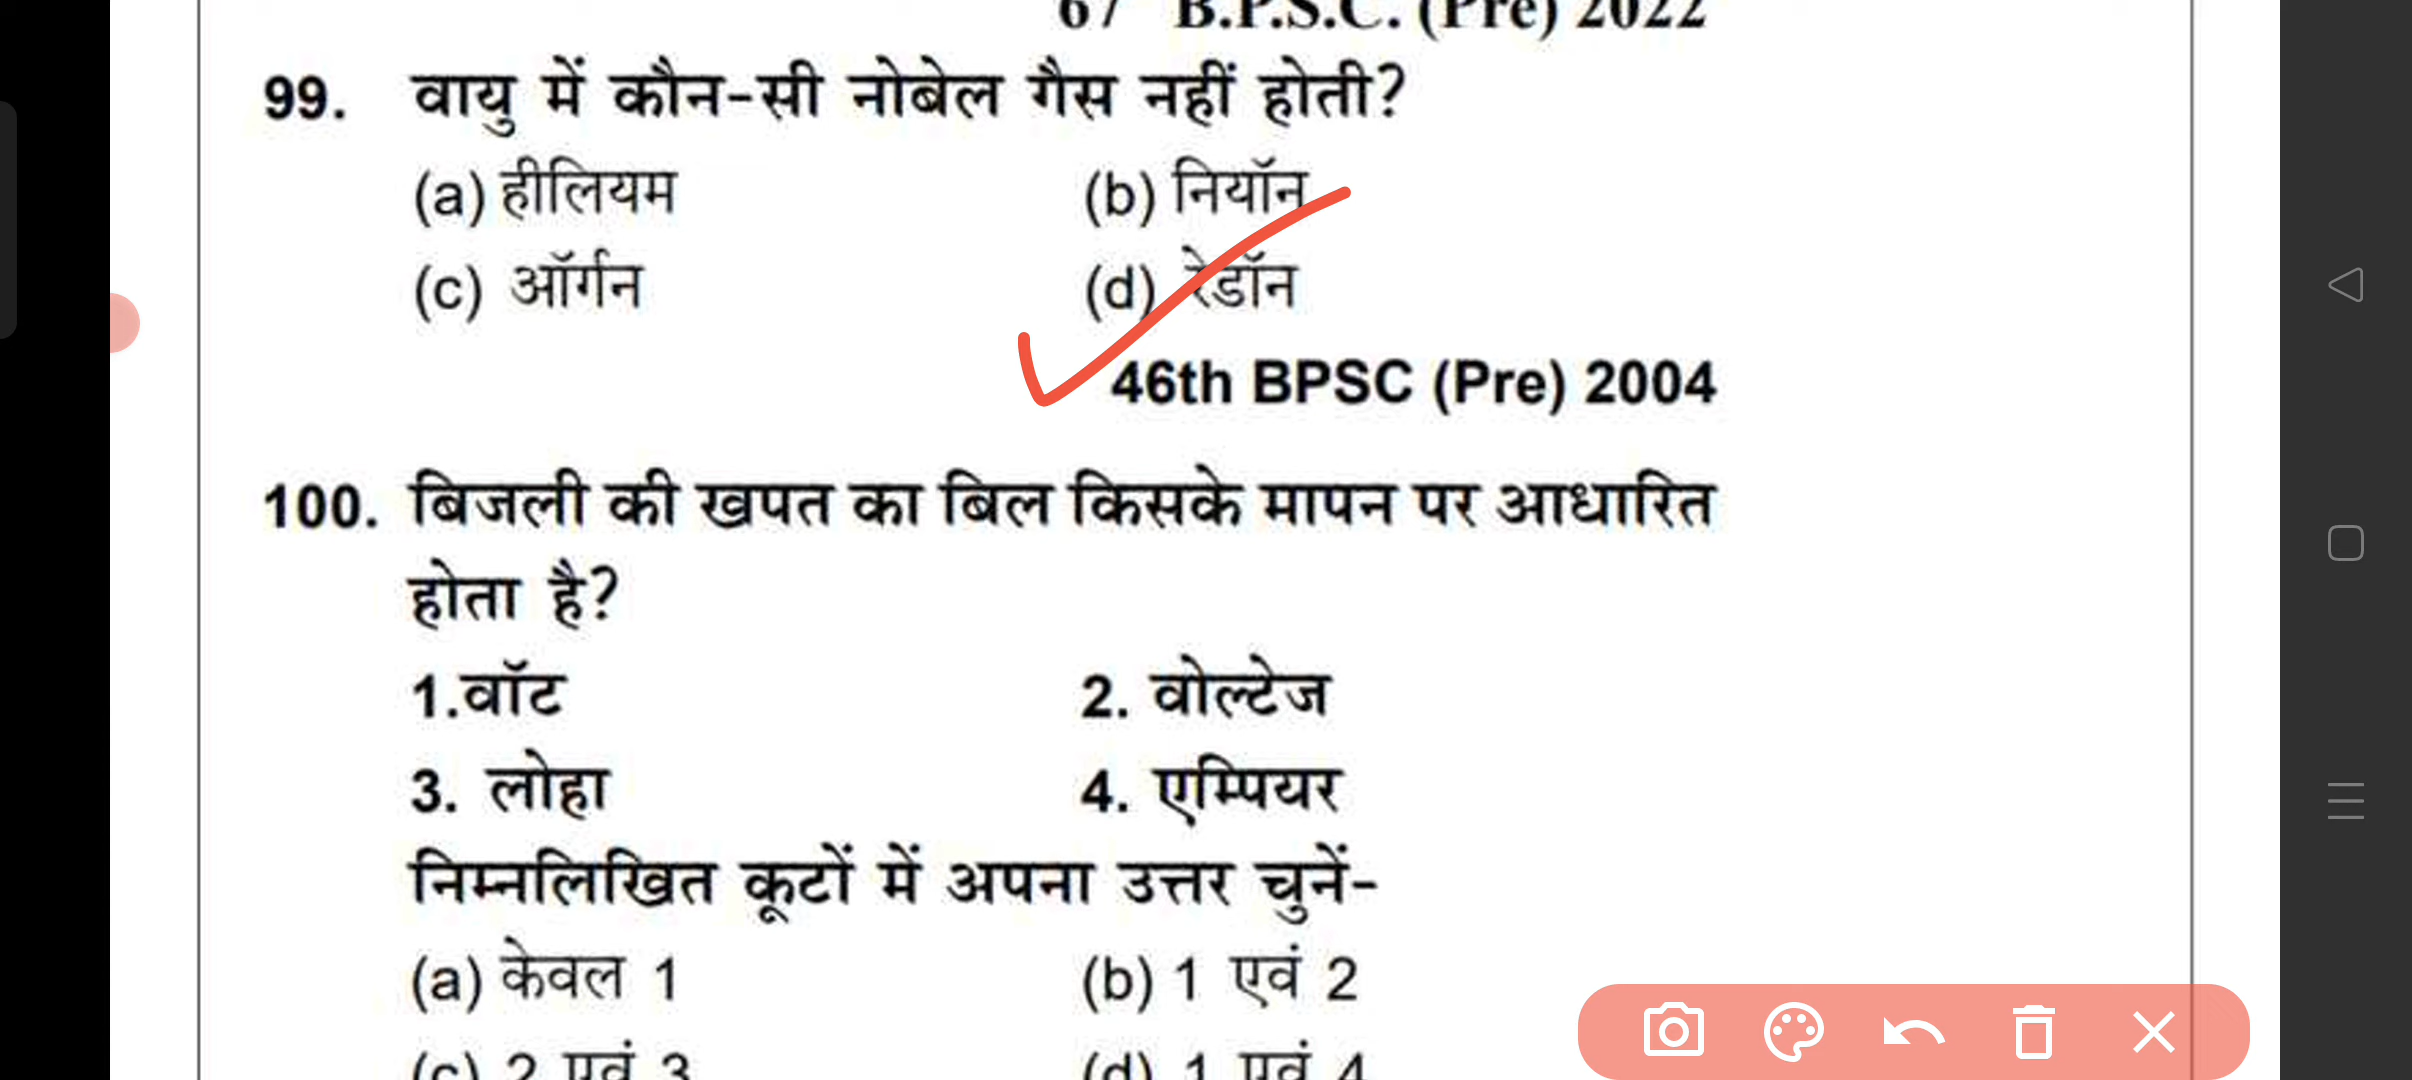 67 B.P.S.C. (Pre) 2022
99. वायु में कौन-सी नोबेल गैस नहीं होती?
(a) हीलियम (b) नियॉन
(c) ऑर्गन (d) रेडॉन
46th BPSC (Pre) 2004
100. बिजली की खपत का बिल किसके मापन पर आधारित
होता है?
1.वॉट 2. वोल्टेज
3. लोहा 4. एम्पियर
निम्नलिखित कूटों में अपना उत्तर चुनें-
(a) केवल 1 (b) 1 एवं 2
(c) 2 एवं 3 (d) 1 एवं 4